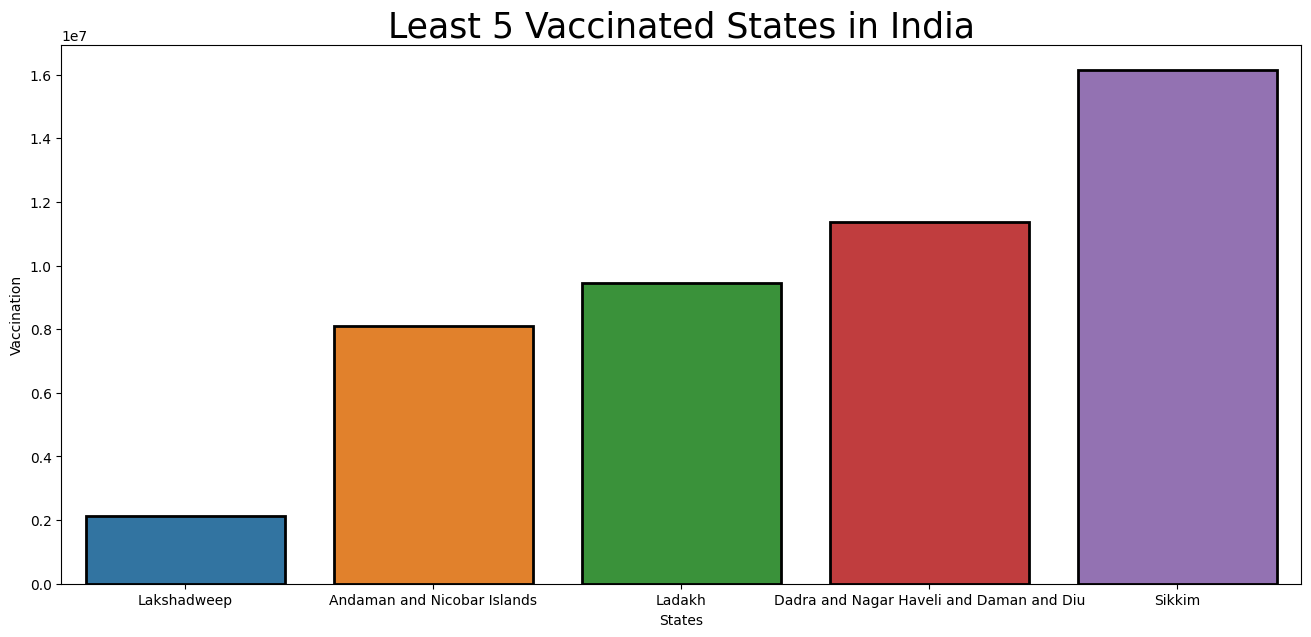 Least 5 Vaccinated States in India
1e7
1.6
1.4
1.2
1.0
0.8
0.6
0.4
0.2
0.0
Vaccination
Lakshadweep
Andaman and Nicobar Islands
Ladakh
Dadra and Nagar Haveli and Daman and Diu
Sikkim
States